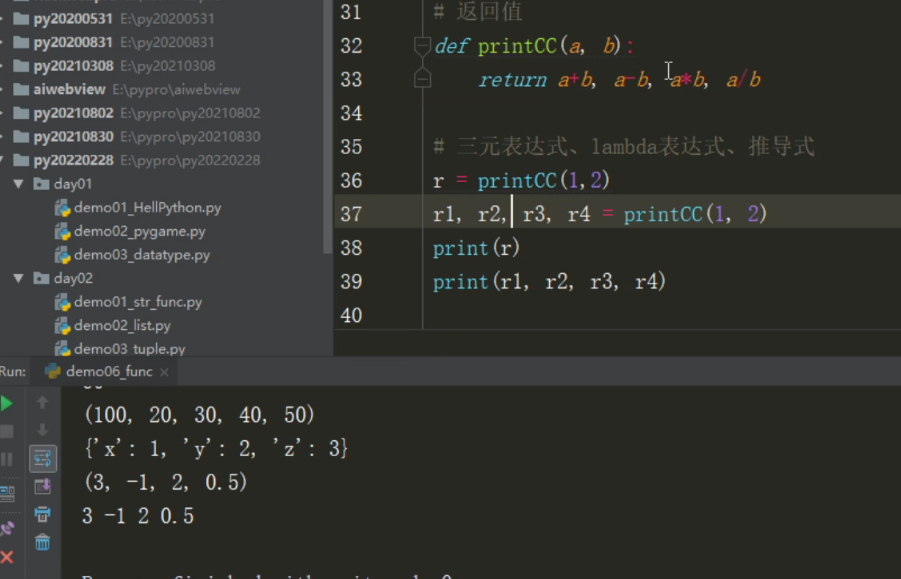 py20200531 E:\py20200531
py20200831 E:\py20200831
py20210308 E:\py20210308
aiwebview E:\pypro\aiwebview
py20210802 E:\pypro\py20210802
py20210830 E:\pypro\py20210830
py20220228 E:\pypro\py20220228
day01
demo01_HellPython.py
demo02_pygame.py
demo03_datatype.py
day02
demo01_str_func.py
demo02_list.py
demo03_tuple.py
31 # 返回值
32 def printCC(a, b):
33 return a+b, a-b, a*b, a/b
34
35 # 三元表达式、lambda表达式、推导式
36 r = printCC(1,2)
37 r1, r2, r3, r4 = printCC(1, 2)
38 print(r)
39 print(r1, r2, r3, r4)
40
Run: demo06_func
(100, 20, 30, 40, 50)
{'x': 1, 'y': 2, 'z': 3}
(3, -1, 2, 0.5)
3 -1 2 0.5